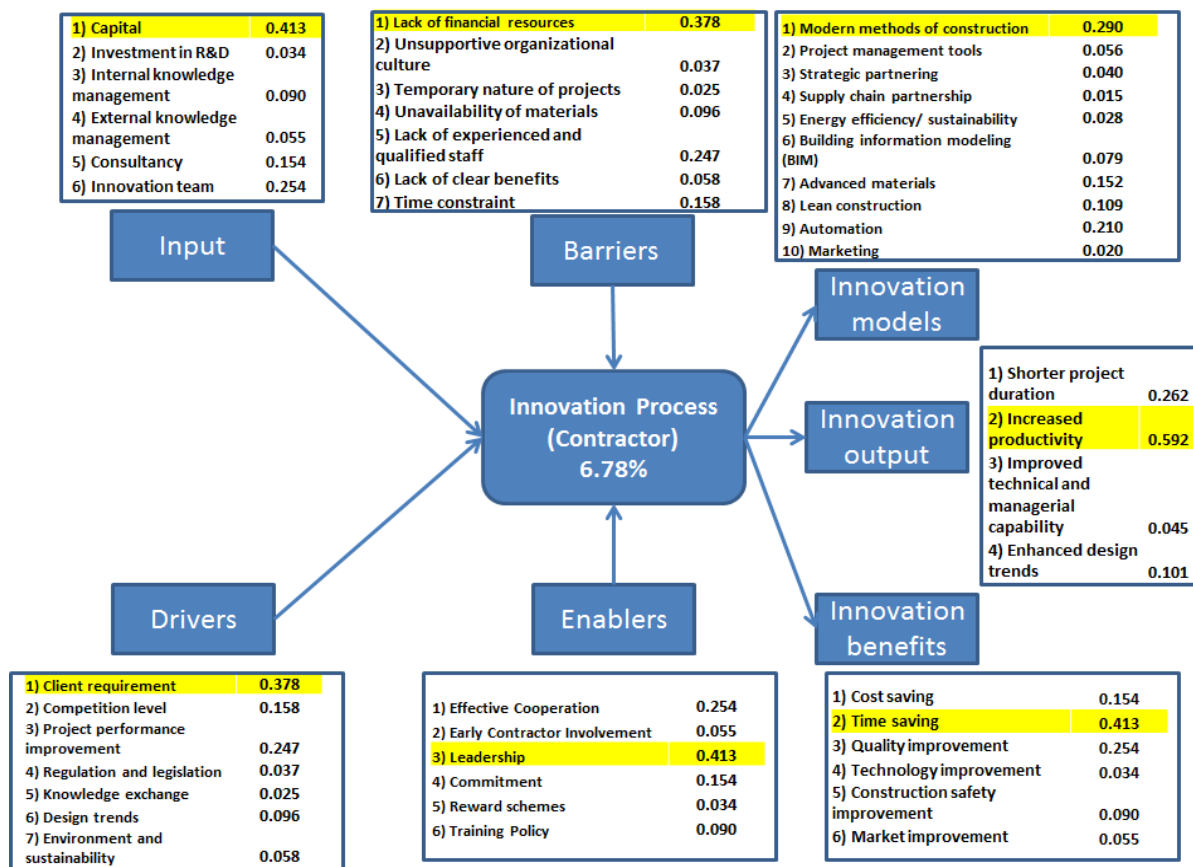 1) Capital 0.413
2) Investment in R&D 0.034
3) Internal knowledge
management 0.090
4) External knowledge
management 0.055
5) Consultancy 0.154
6) Innovation team 0.254
1) Lack of financial resources 0.378
2) Unsupportive organizational
culture 0.037
3) Temporary nature of projects 0.025
4) Unavailability of materials 0.096
5) Lack of experienced and
qualified staff 0.247
6) Lack of clear benefits 0.058
7) Time constraint 0.158
1) Modern methods of construction 0.290
2) Project management tools 0.056
3) Strategic partnering 0.040
4) Supply chain partnership 0.015
5) Energy efficiency/ sustainability 0.028
6) Building information modeling
(BIM) 0.079
7) Advanced materials 0.152
8) Lean construction 0.109
9) Automation 0.210
10) Marketing 0.020
Input
Barriers
Innovation
models
Innovation Process
(Contractor)
6.78%
Innovation
output
1) Shorter project
duration 0.262
2) Increased
productivity 0.592
3) Improved
technical and
managerial
capability 0.045
4) Enhanced design
trends 0.101
Drivers
Enablers
Innovation
benefits
1) Client requirement 0.378
2) Competition level 0.158
3) Project performance
improvement 0.247
4) Regulation and legislation 0.037
5) Knowledge exchange 0.025
6) Design trends 0.096
7) Environment and
sustainability 0.058
1) Effective Cooperation 0.254
2) Early Contractor Involvement 0.055
3) Leadership 0.413
4) Commitment 0.154
5) Reward schemes 0.034
6) Training Policy 0.090
1) Cost saving 0.154
2) Time saving 0.413
3) Quality improvement 0.254
4) Technology improvement 0.034
5) Construction safety
improvement 0.090
6) Market improvement 0.055